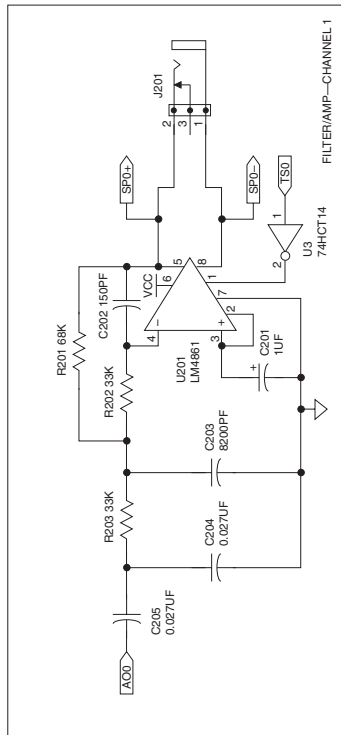 FILTER/AMP—CHANNEL 1
R201 68K
C202 150PF
VCC
SP0+
J201
2
3
1
AO0
C205
0.027UF
R203 33K
R202 33K
4
–
6
5
8
U201
LM4861
3
+
2
7
1
SP0–
C204
0.027UF
C203
8200PF
+
C201
1UF
2
1
U3
74HCT14
TS0